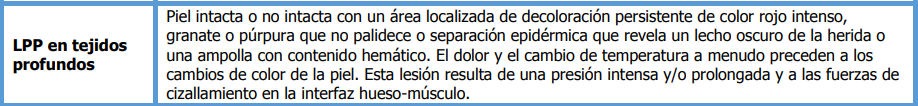 LPP en tejidos
profundos
Piel intacta o no intacta con un área localizada de decoloración persistente de color rojo intenso,
granate o púrpura que no palidece o separación epidérmica que revela un lecho oscuro de la herida o
una ampolla con contenido hemático. El dolor y el cambio de temperatura a menudo preceden a los
cambios de color de la piel. Esta lesión resulta de una presión intensa y/o prolongada y a las fuerzas de
cizallamiento en la interfaz hueso-músculo.